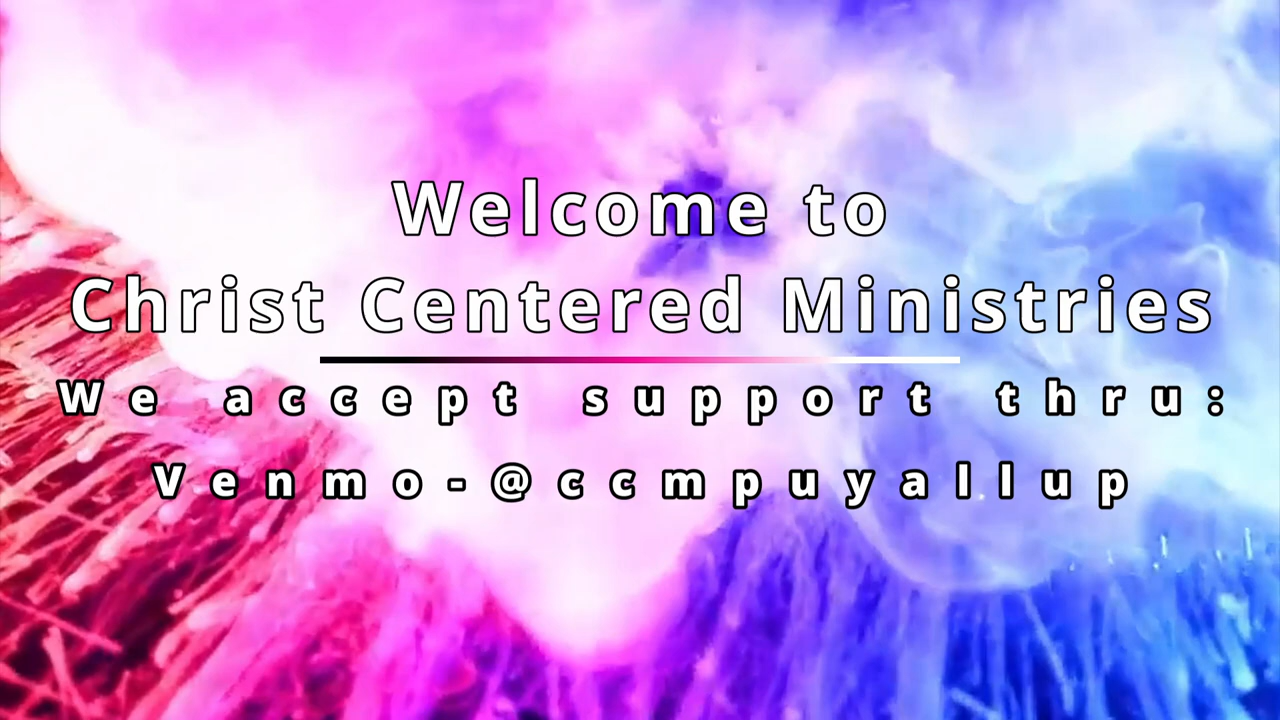 Welcome to
Christ Centered Ministries
We accept support thru:
Venmo-@ccmpuyallup